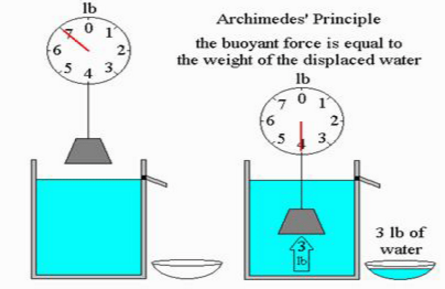 lb
7 0 1
6 2
5 4 3
Archimedes' Principle
the buoyant force is equal to
the weight of the displaced water
lb
7 0 1
6 2
5 4 3
3
lb
3 lb of
water